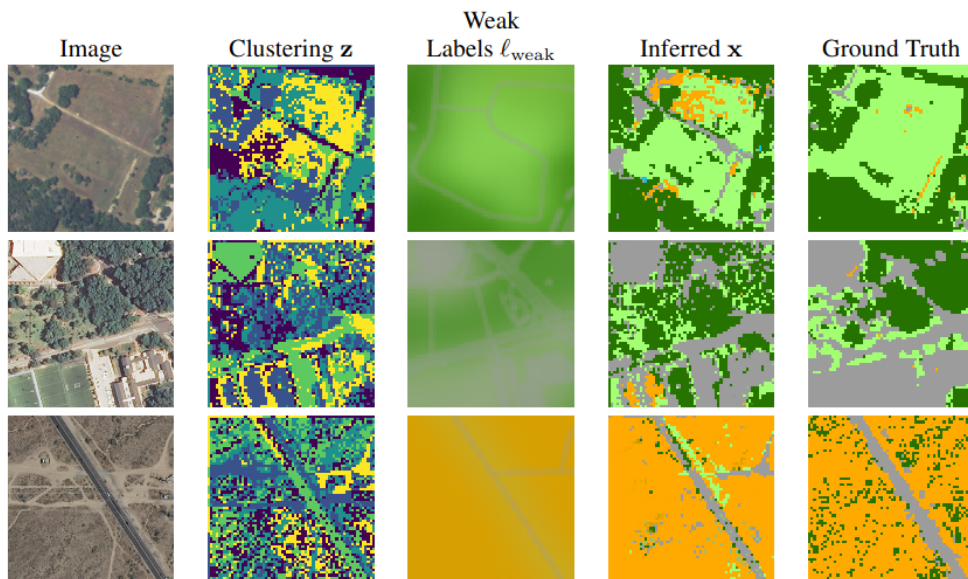 Image
Clustering z
Weak
Labels ℓweak
Inferred x
Ground Truth